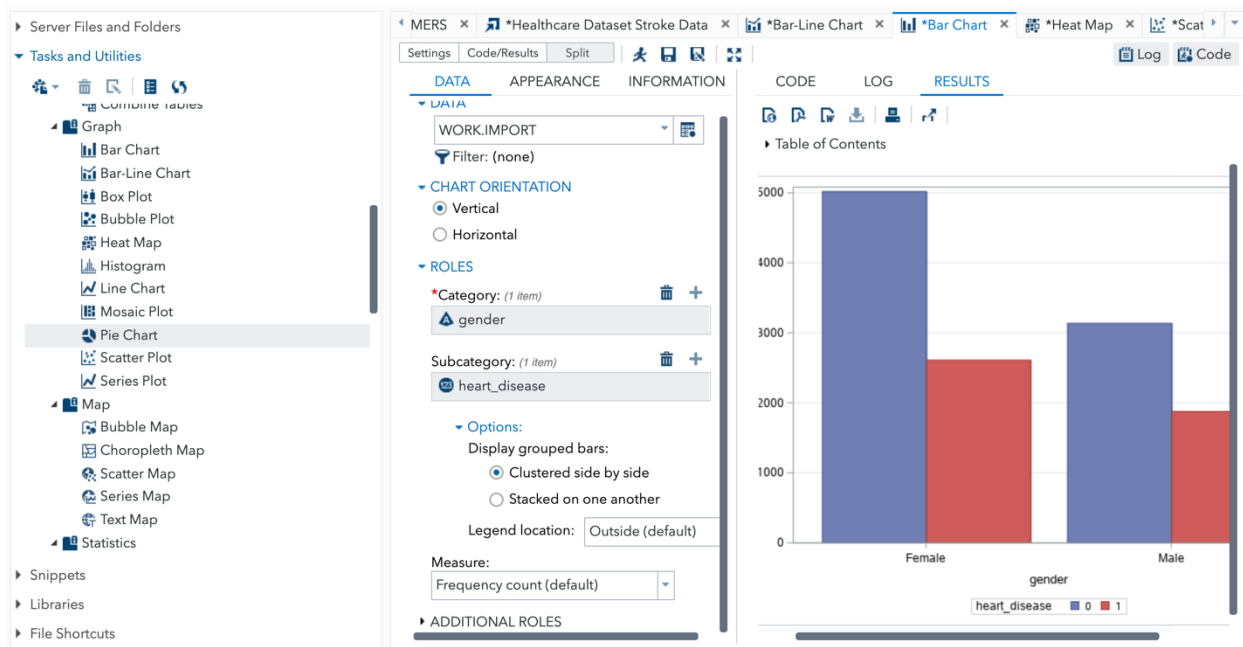 Server Files and Folders
Tasks and Utilities
Combine Tables
Graph
Bar Chart
Bar-Line Chart
Box Plot
Bubble Plot
Heat Map
Histogram
Line Chart
Mosaic Plot
Pie Chart
Scatter Plot
Series Plot
Map
Bubble Map
Choropleth Map
Scatter Map
Series Map
Text Map
Statistics
Snippets
Libraries
File Shortcuts
MERS × *Healthcare Dataset Stroke Data × *Bar-Line Chart × *Bar Chart × *Heat Map × *Scat
Settings Code/Results Split
Log Code
DATA APPEARANCE INFORMATION
DATA
WORK.IMPORT
Filter: (none)
CHART ORIENTATION
Vertical
Horizontal
ROLES
*Category: (1 item)
gender
Subcategory: (1 item)
123 heart_disease
Options:
Display grouped bars:
Clustered side by side
Stacked on one another
Legend location: Outside (default)
Measure:
Frequency count (default)
ADDITIONAL ROLES
CODE LOG RESULTS
Table of Contents
5000
4000
3000
2000
1000
0
Female Male
gender
heart_disease 0 1